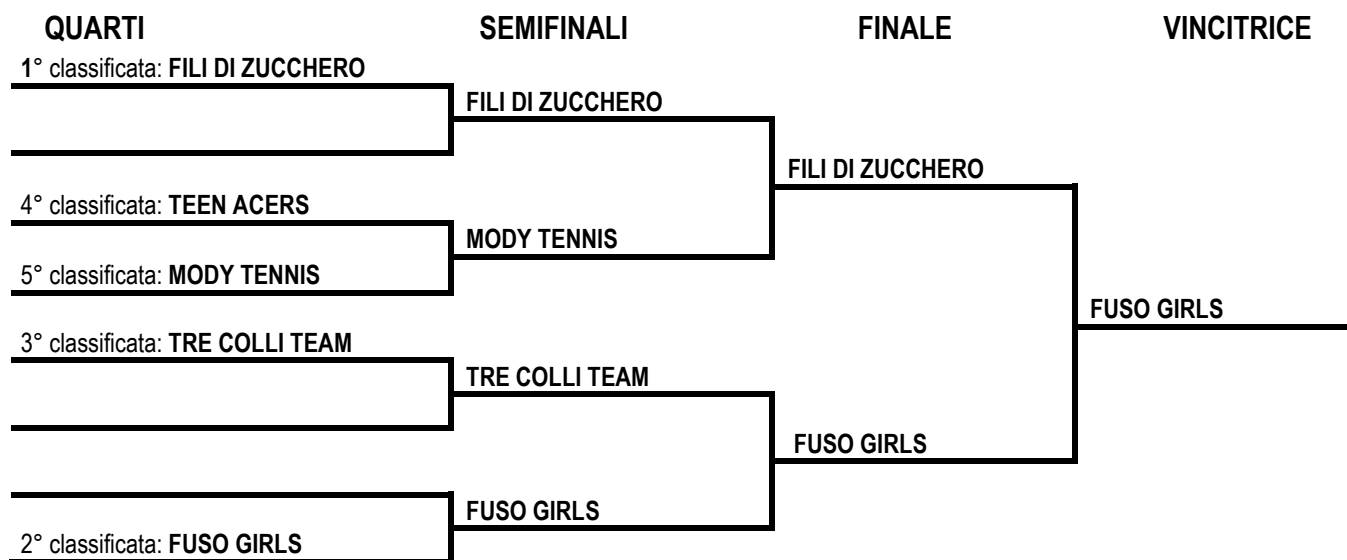 QUARTI SEMIFINALI FINALE VINCITRICE
1° classificata: FILI DI ZUCCHERO
FILI DI ZUCCHERO
FILI DI ZUCCHERO
4° classificata: TEEN ACERS
MODY TENNIS
5° classificata: MODY TENNIS
FUSO GIRLS
3° classificata: TRE COLLI TEAM
TRE COLLI TEAM
FUSO GIRLS
FUSO GIRLS
2° classificata: FUSO GIRLS